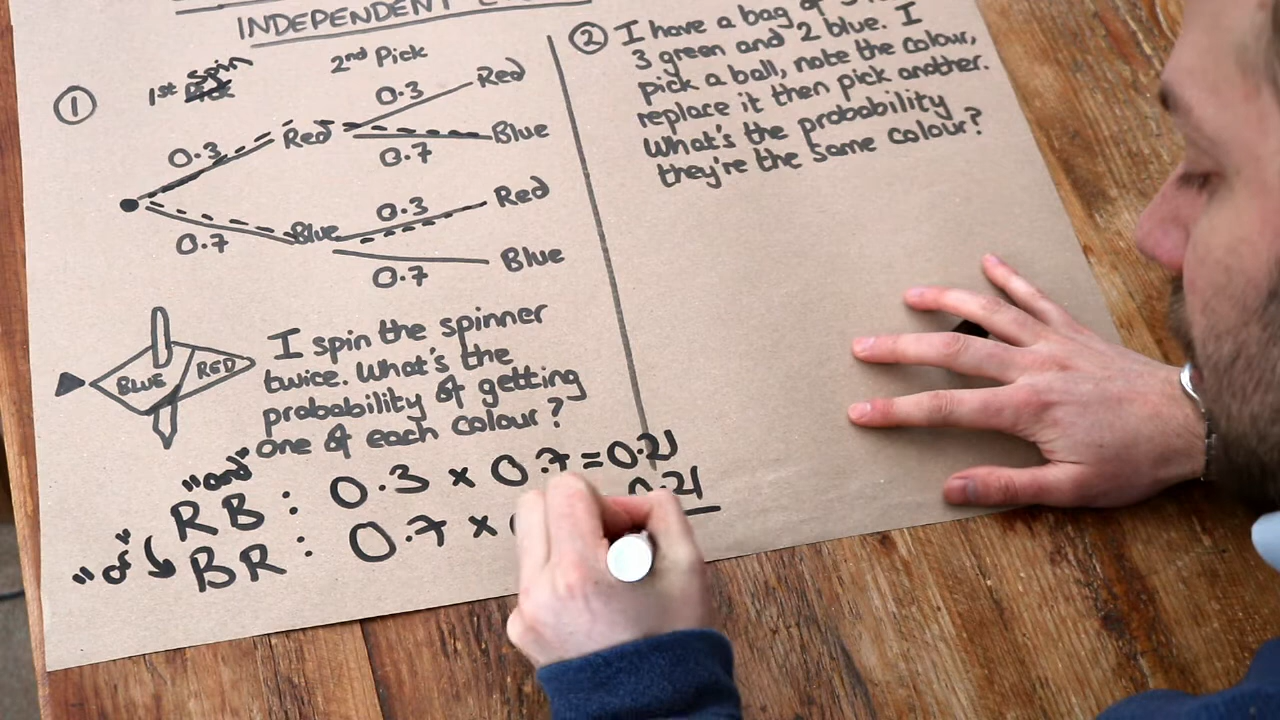 INDEPENDENT
①
1st Spin
2nd Pick
0.3
Red
0.3
Red
0.7
Blue
0.7
Blue
0.3
Red
0.7
Blue
BLUE
RED
I spin the spinner
twice. What's the
probability of getting
one of each colour?
"and"
RB: 0.3 × 0.7 = 0.21
"or"
BR: 0.7 ×
0.21
② I have a bag of
3 green and 2 blue. I
pick a ball, note the colour,
replace it then pick another.
What's the probability
they're the same colour?